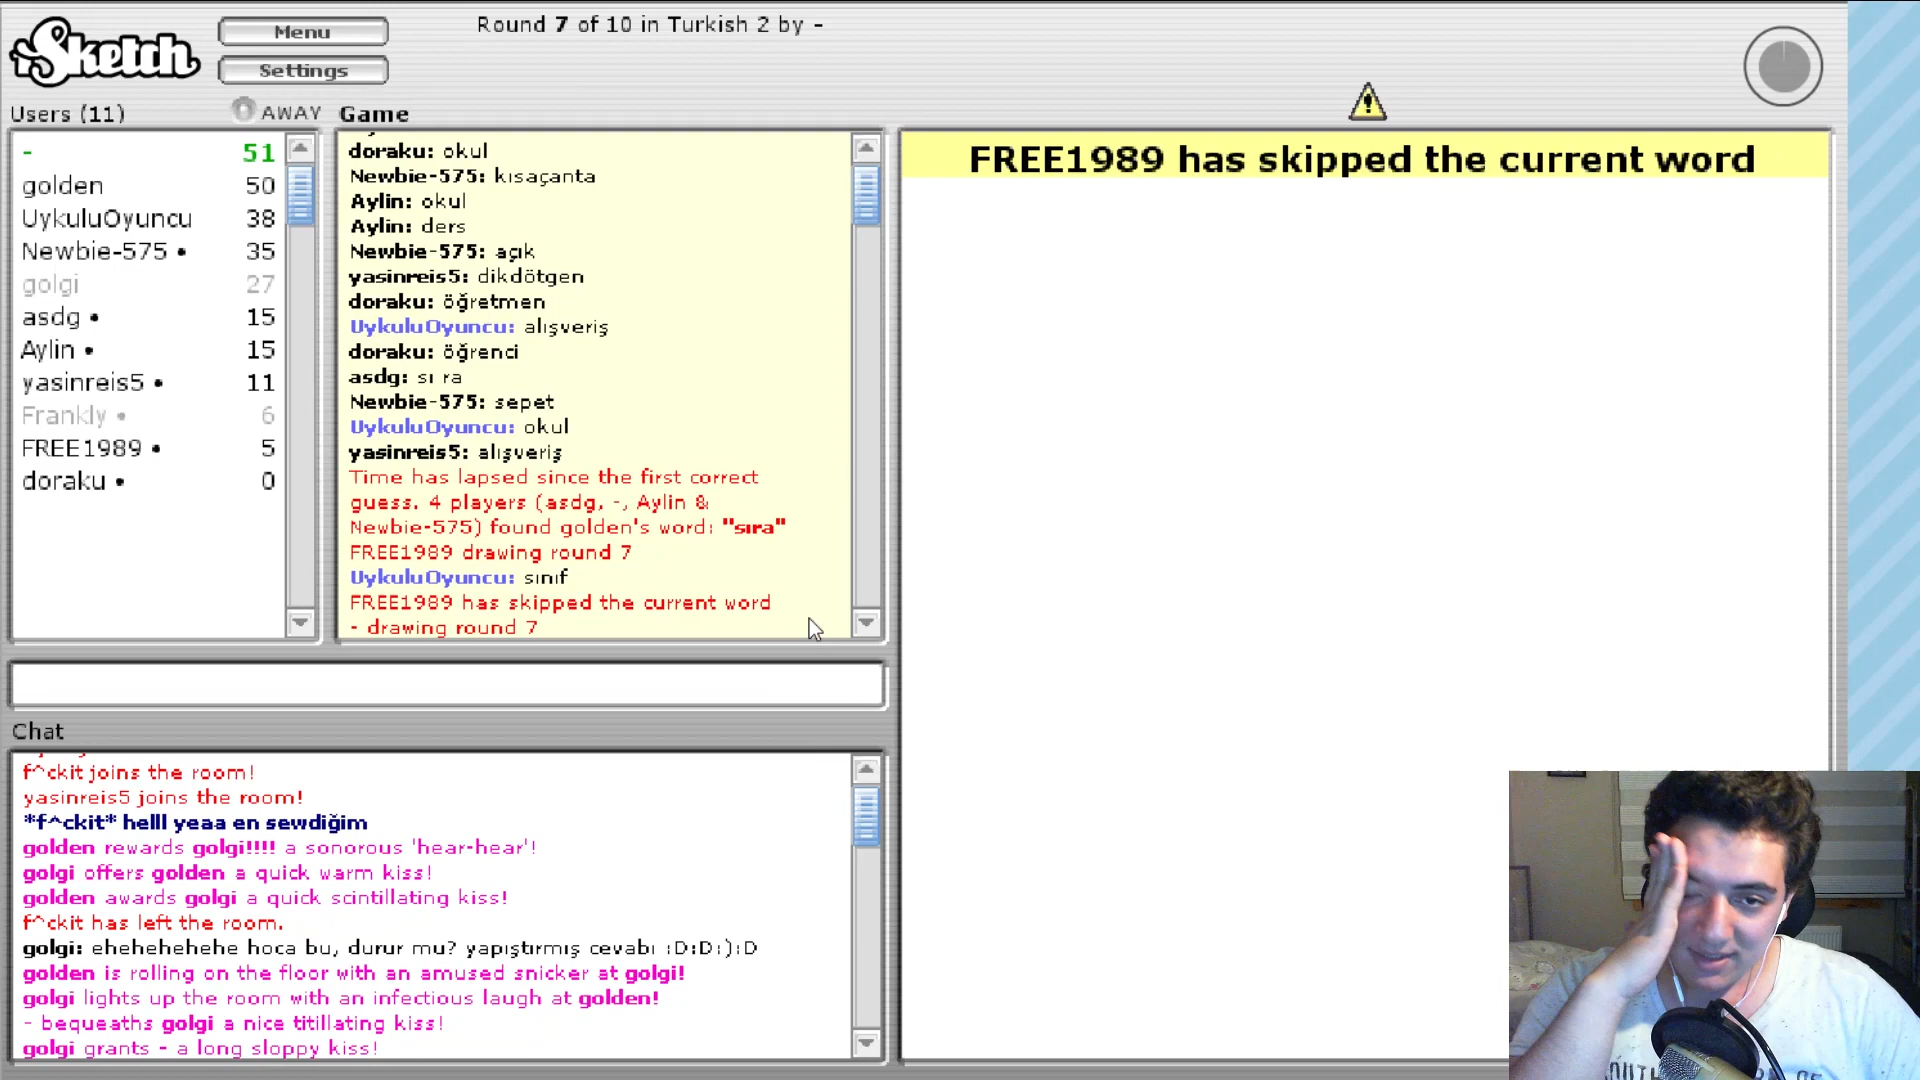 iSketch
Menu
Settings
Round 7 of 10 in Turkish 2 by -
Users (11)
AWAY
Game
- 51
golden 50
UykuluOyuncu 38
Newbie-575 • 35
golgi 27
asdg • 15
Aylin • 15
yasinreis5 • 11
Frankly • 6
FREE1989 • 5
doraku • 0
doraku: okul
Newbie-575: kısaçanta
Aylin: okul
Aylin: ders
Newbie-575: açık
yasinreis5: dikdötgen
doraku: öğretmen
UykuluOyuncu: alışveriş
doraku: öğrenci
asdg: sıra
Newbie-575: sepet
UykuluOyuncu: okul
yasinreis5: alışveriş
Time has lapsed since the first correct
guess. 4 players (asdg, -, Aylin &
Newbie-575) found golden's word: "sıra"
FREE1989 drawing round 7
UykuluOyuncu: sınıf
FREE1989 has skipped the current word
- drawing round 7
FREE1989 has skipped the current word
Chat
f^ckit joins the room!
yasinreis5 joins the room!
*f^ckit* helll yeaa en sewdiğim
golden rewards golgi!!!! a sonorous 'hear-hear'!
golgi offers golden a quick warm kiss!
golden awards golgi a quick scintillating kiss!
f^ckit has left the room.
golgi: ehehehehehe hoca bu, durur mu? yapıştırmış cevabı :D:D:):D
golden is rolling on the floor with an amused snicker at golgi!
golgi lights up the room with an infectious laugh at golden!
- bequeaths golgi a nice titillating kiss!
golgi grants - a long sloppy kiss!